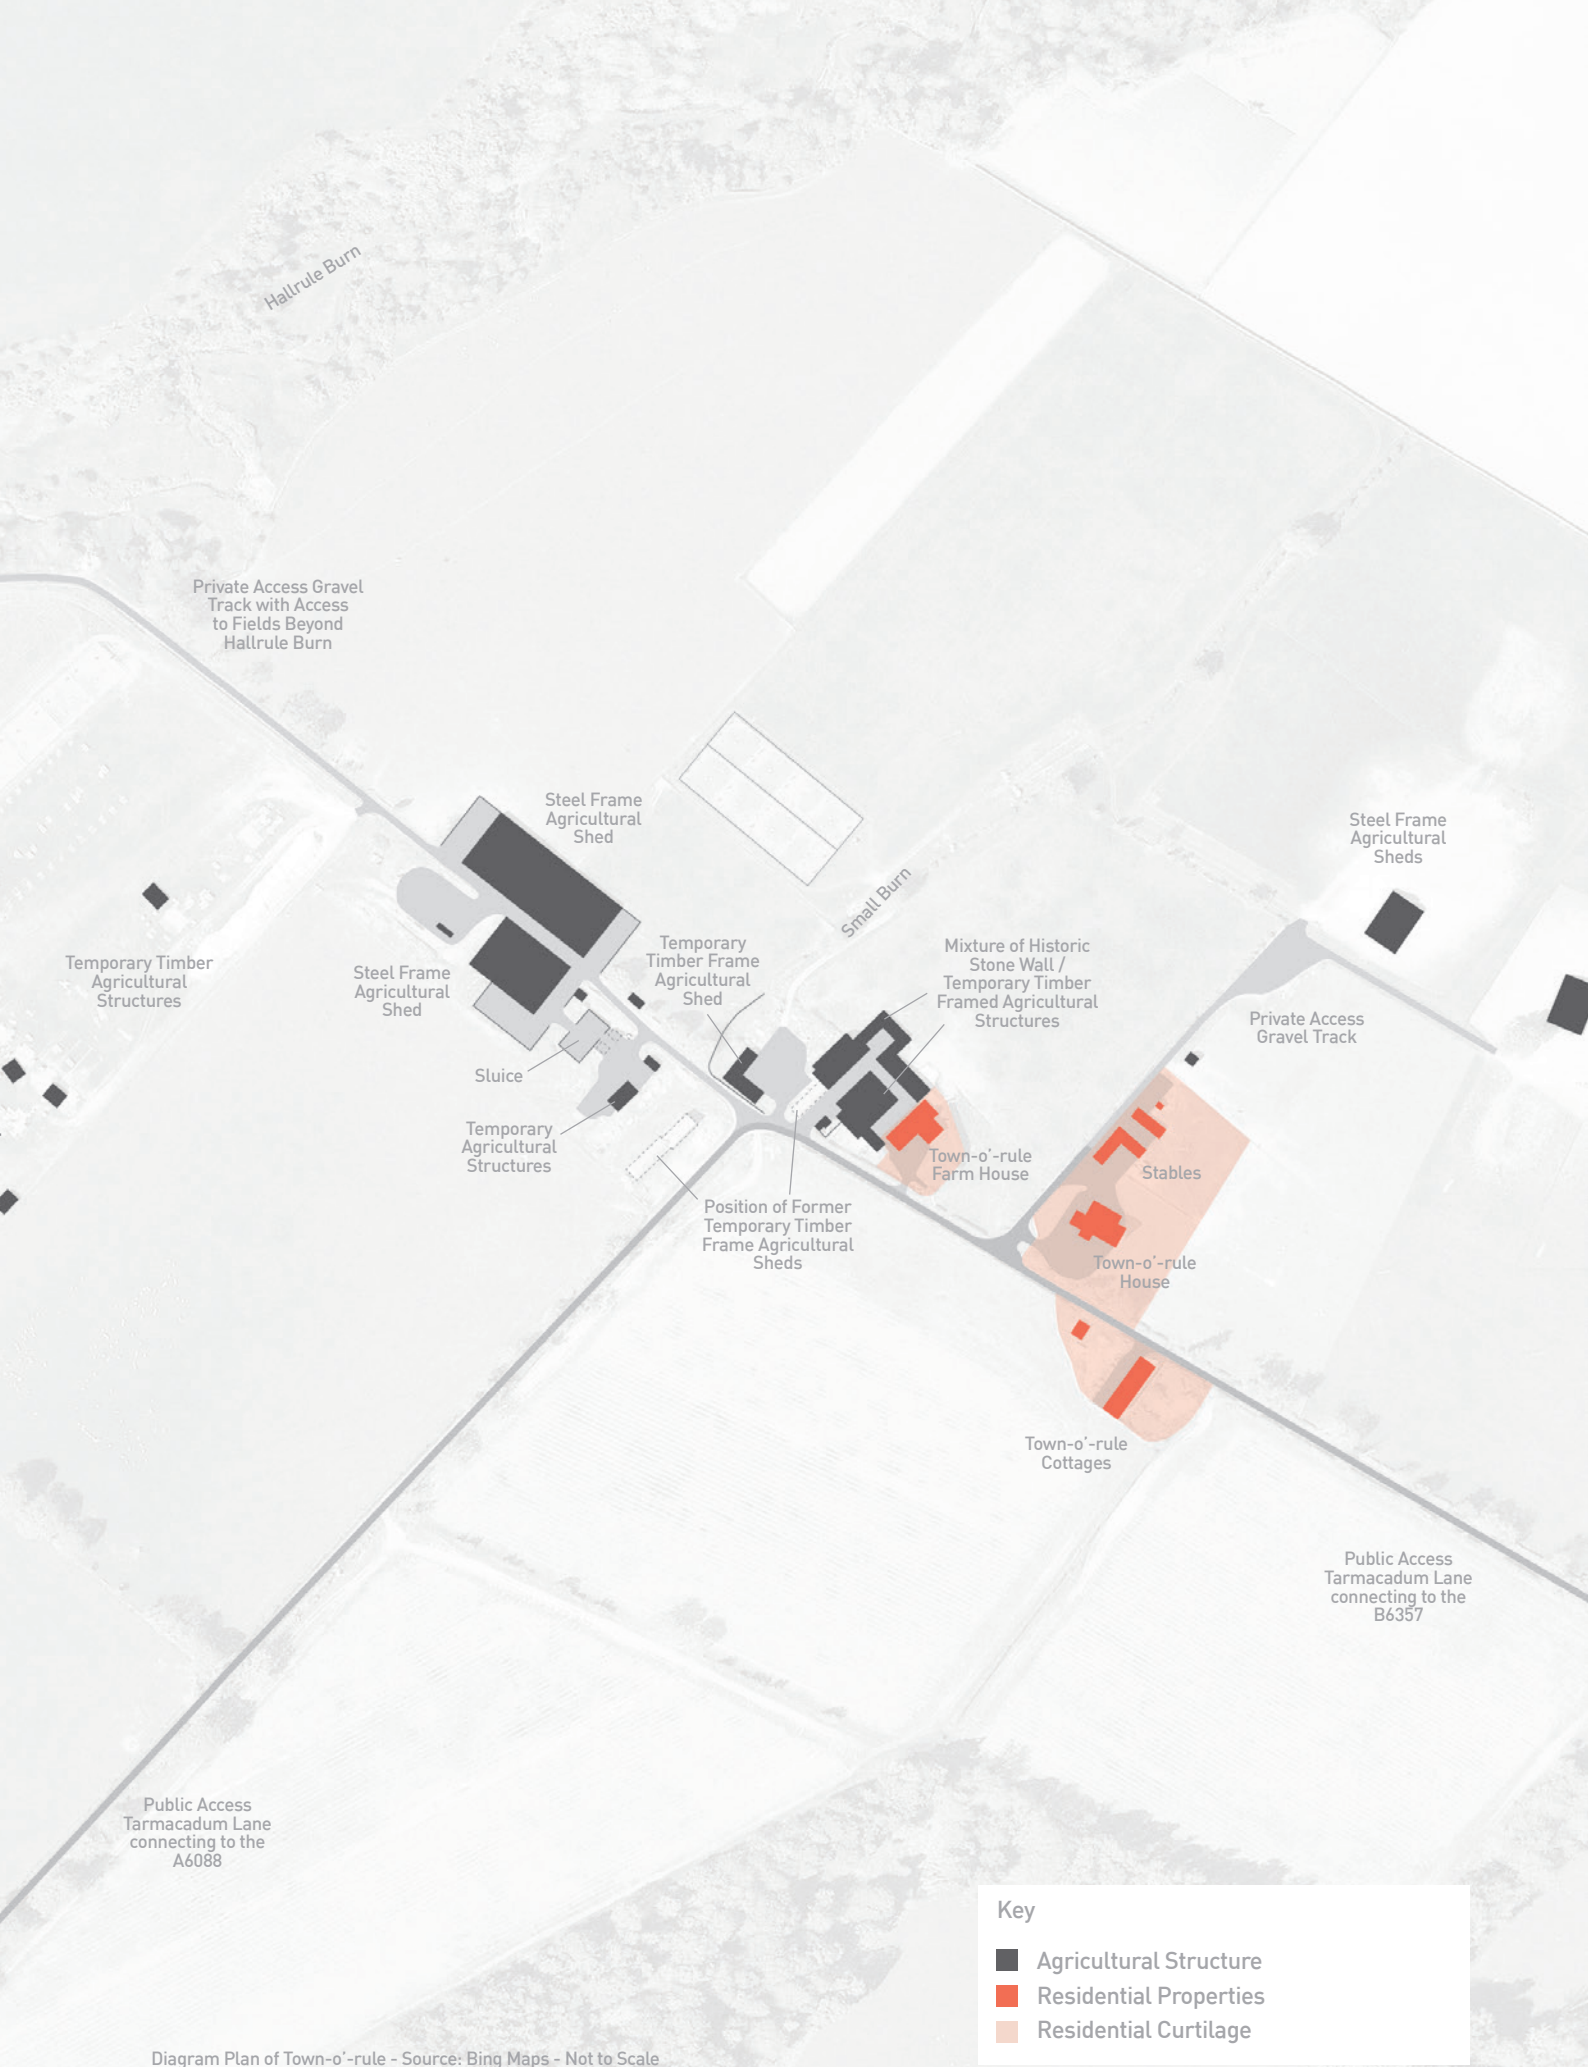 Hallrule Burn
Private Access Gravel
Track with Access
to Fields Beyond
Hallrule Burn
Steel Frame
Agricultural
Shed
Steel Frame
Agricultural
Sheds
Small Burn
Temporary Timber
Agricultural
Structures
Steel Frame
Agricultural
Shed
Temporary
Timber Frame
Agricultural
Shed
Mixture of Historic
Stone Wall /
Temporary Timber
Framed Agricultural
Structures
Private Access
Gravel Track
Sluice
Temporary
Agricultural
Structures
Town-o'-rule
Farm House
Stables
Position of Former
Temporary Timber
Frame Agricultural
Sheds
Town-o'-rule
House
Town-o'-rule
Cottages
Public Access
Tarmacadum Lane
connecting to the
B6357
Public Access
Tarmacadum Lane
connecting to the
A6088
Key
Agricultural Structure
Residential Properties
Residential Curtilage
Diagram Plan of Town-o'-rule - Source: Bing Maps - Not to Scale